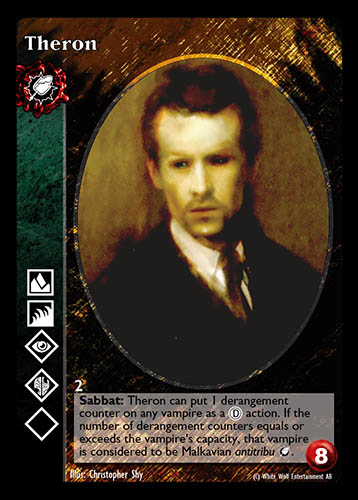 Theron
2
Sabbat: Theron can put 1 derangement
counter on any vampire as a Ⓓ action. If the
number of derangement counters equals or
exceeds the vampire's capacity, that vampire
is considered to be Malkavian antitribu .
8
Illus: Christopher Shy
(C) White Wolf Entertainment AB